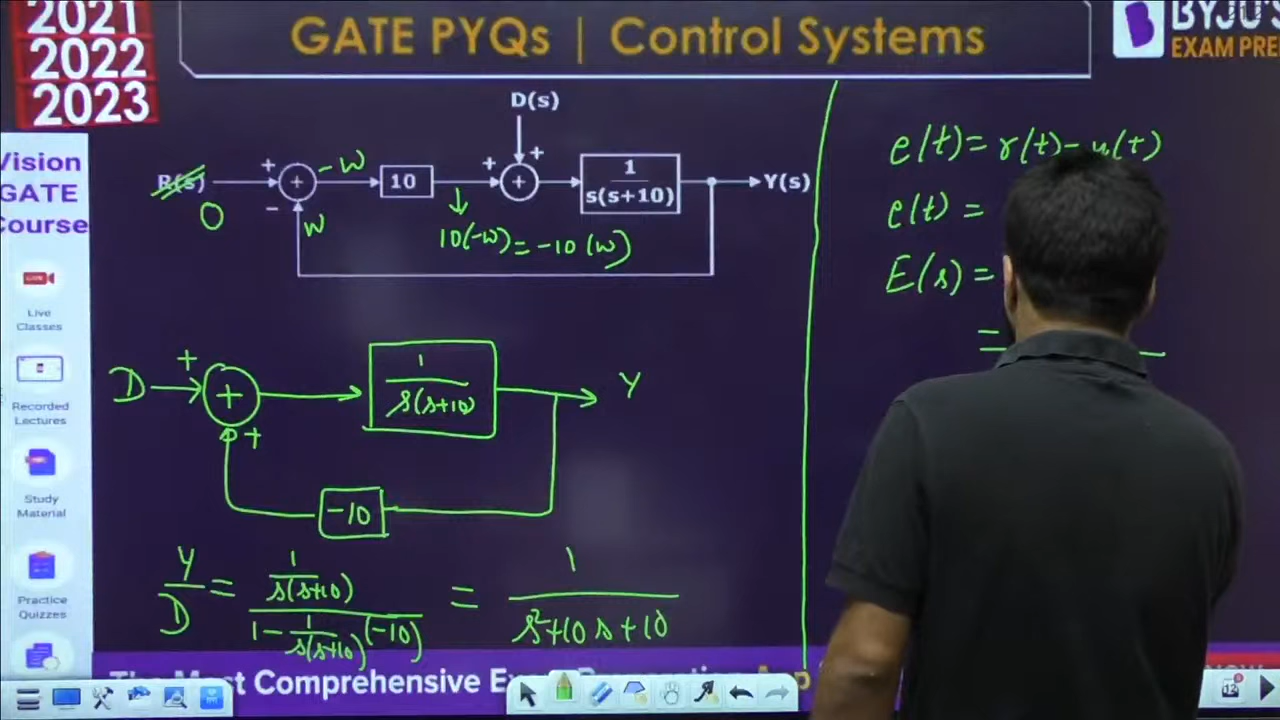 2021
2022
2023
GATE PYQs | Control Systems
BYJU'S
EXAM PREP
Vision
GATE
Course
Live
Classes
Recorded
Lectures
Study
Material
Practice
Quizzes
D(s)
R(s)
0
+
−
+
-w
10
+
+
+
1
s(s+10)
Y(s)
w
10(-w) = -10(w)
D
+
+
+
1
s(s+10)
Y
-10
Y/D = (1/s(s+10))/(1 - 1/s(s+10) (-10)) = 1/(s²+10s+10)
e(t) = r(t) - y(t)
e(t) =
E(s) =
=
The Most Comprehensive
12